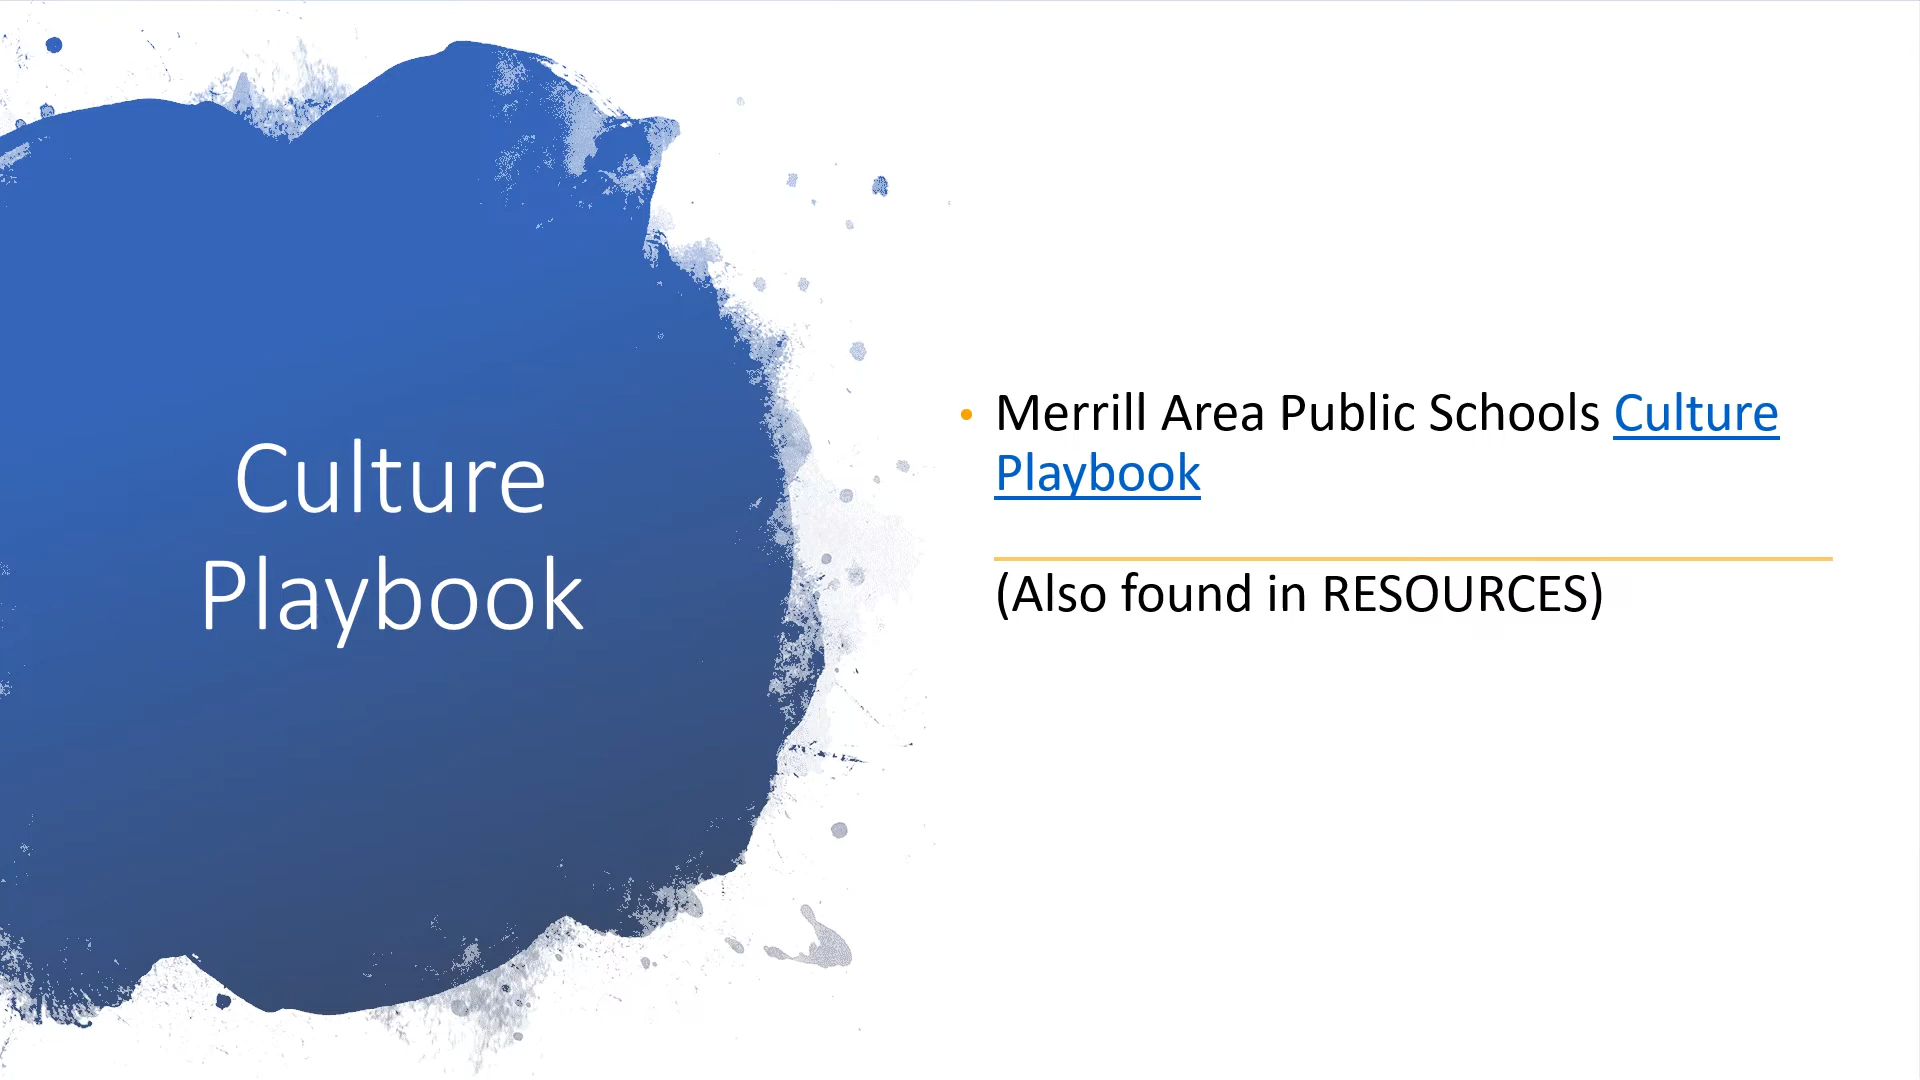 Culture
Playbook
• Merrill Area Public Schools Culture
Playbook
(Also found in RESOURCES)